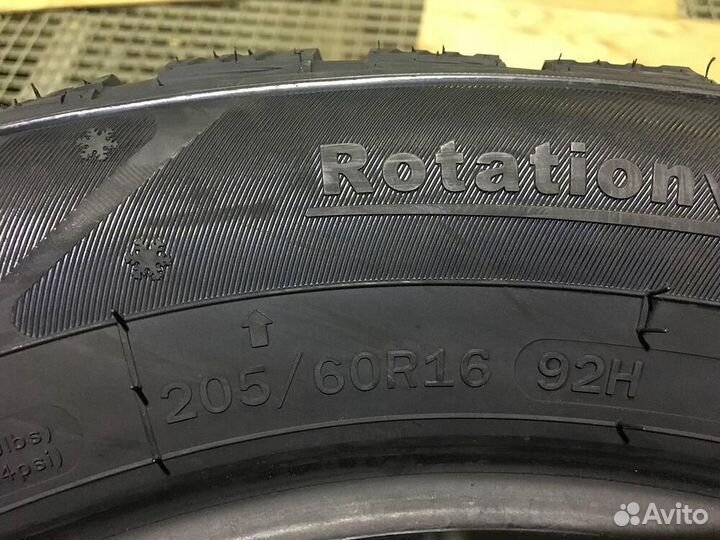 Rotation
205/60R16 92H
lbs)
4psi)
Avito